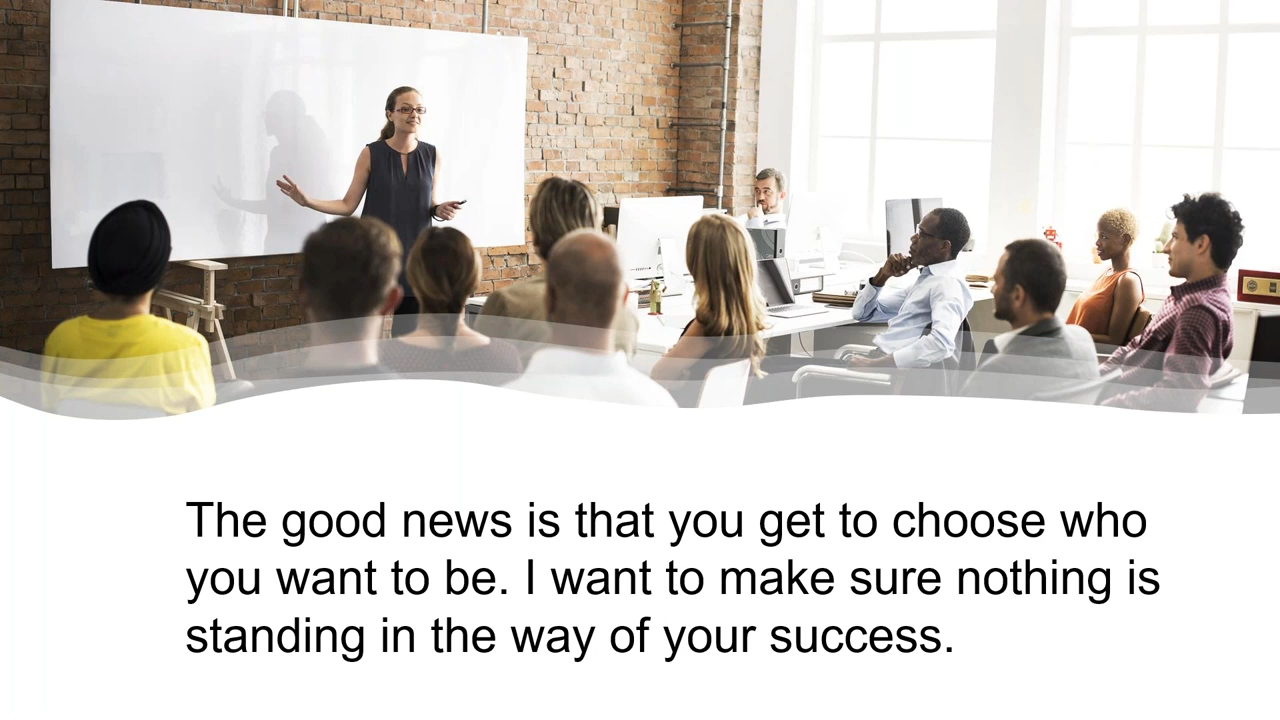 The good news is that you get to choose who
you want to be. I want to make sure nothing is
standing in the way of your success.